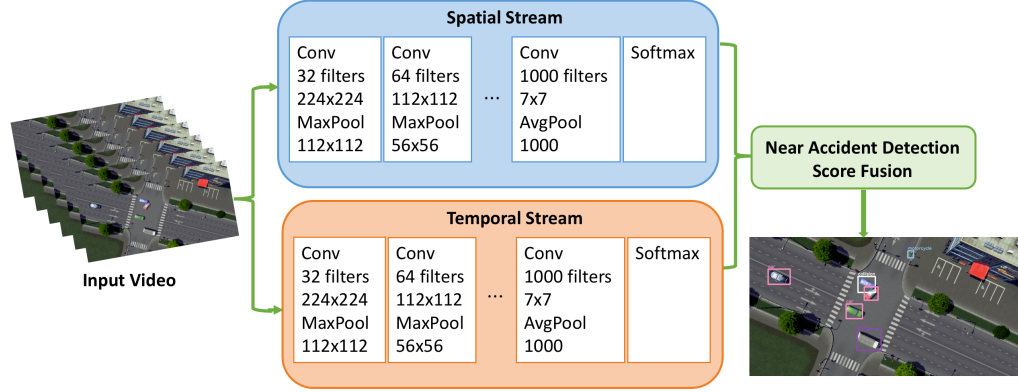 Spatial Stream
Conv
32 filters
224x224
MaxPool
112x112
Conv
64 filters
112x112
MaxPool
56x56
...
Conv
1000 filters
7x7
AvgPool
1000
Softmax
Input Video
Temporal Stream
Conv
32 filters
224x224
MaxPool
112x112
Conv
64 filters
112x112
MaxPool
56x56
...
Conv
1000 filters
7x7
AvgPool
1000
Softmax
Near Accident Detection
Score Fusion
motorcycle